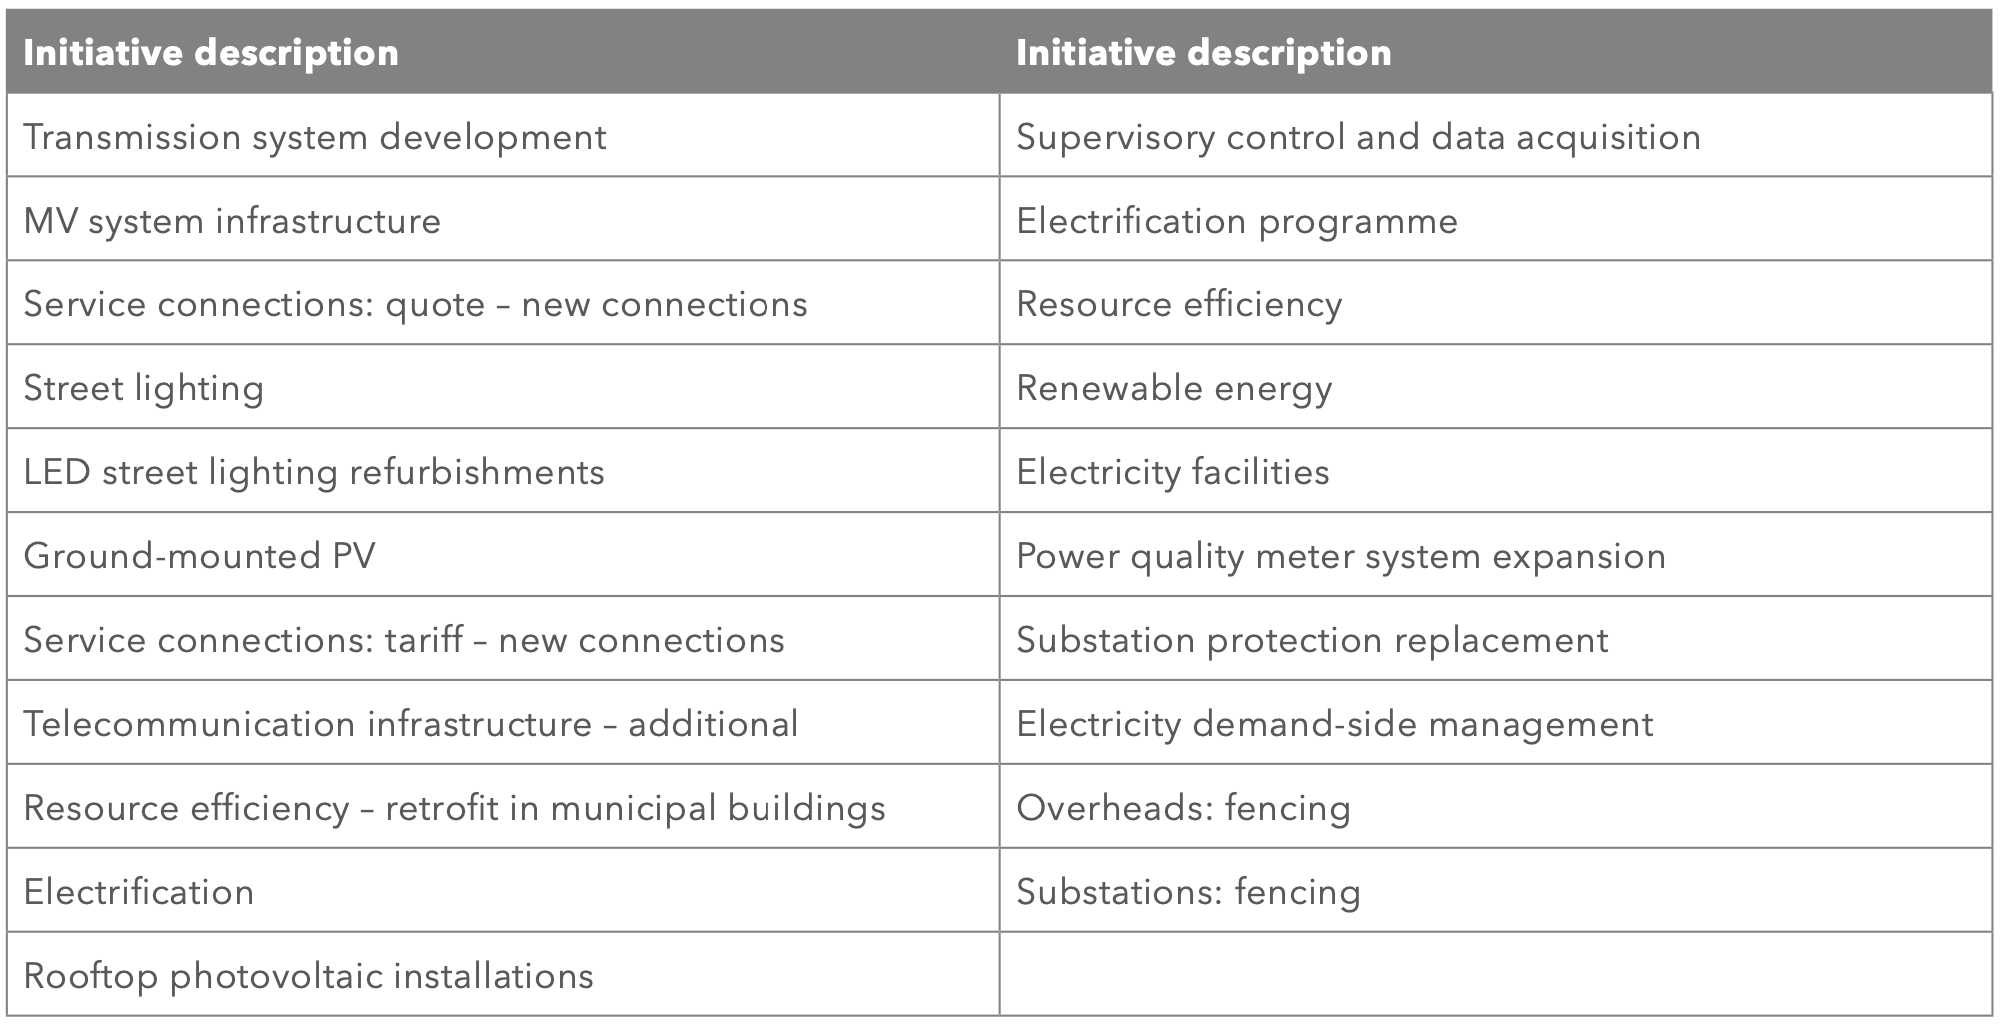 Initiative description Initiative description
Transmission system development Supervisory control and data acquisition
MV system infrastructure Electrification programme
Service connections: quote – new connections Resource efficiency
Street lighting Renewable energy
LED street lighting refurbishments Electricity facilities
Ground-mounted PV Power quality meter system expansion
Service connections: tariff – new connections Substation protection replacement
Telecommunication infrastructure – additional Electricity demand-side management
Resource efficiency – retrofit in municipal buildings Overheads: fencing
Electrification Substations: fencing
Rooftop photovoltaic installations